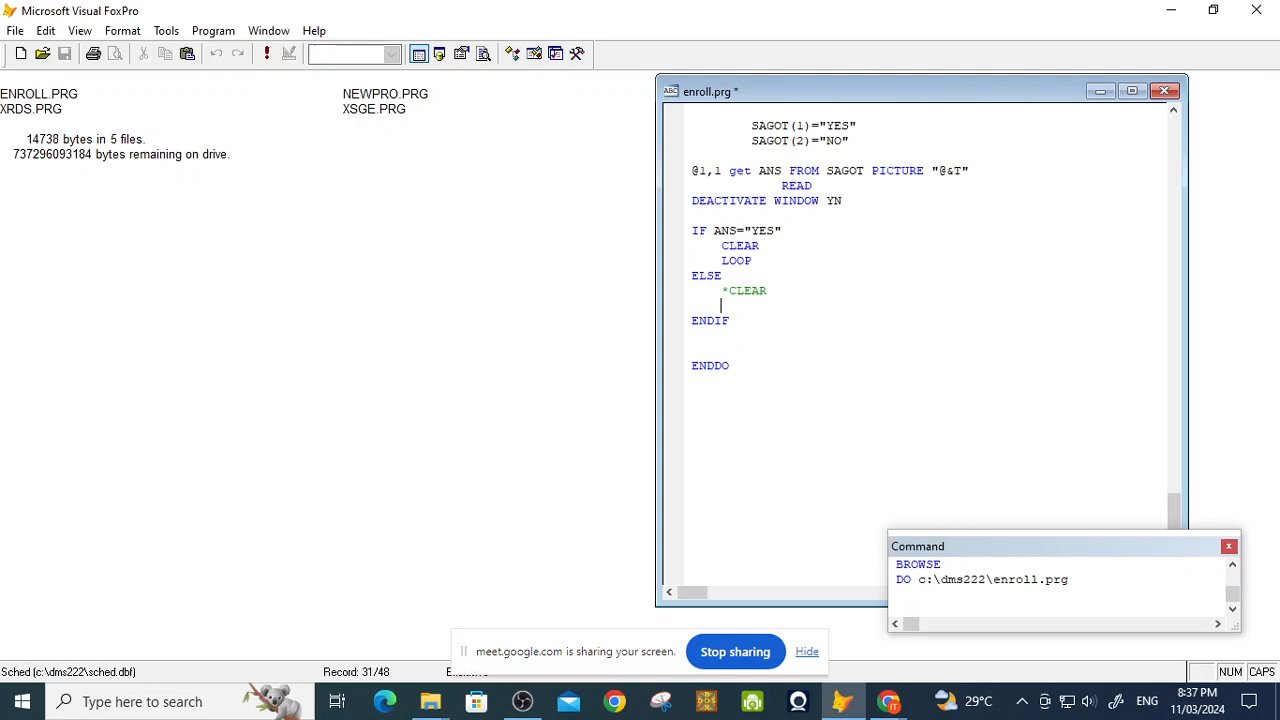 Microsoft Visual FoxPro
File Edit View Format Tools Program Window Help
ENROLL.PRG NEWPRO.PRG
XRDS.PRG XSGE.PRG
14738 bytes in 5 files.
737296093184 bytes remaining on drive.
ABC enroll.prg *
SAGOT(1)="YES"
SAGOT(2)="NO"
@1,1 get ANS FROM SAGOT PICTURE "@&T"
READ
DEACTIVATE WINDOW YN
IF ANS="YES"
CLEAR
LOOP
ELSE
*CLEAR
ENDIF
ENDDO
Command
BROWSE
DO c:\dms222\enroll.prg
meet.google.com is sharing your screen. Stop sharing Hide
Sched (c:\dms222\sched.dbf) Record: 31/48 Exclusive NUM CAPS
Type here to search
29°C ENG
8:37 PM
11/03/2024